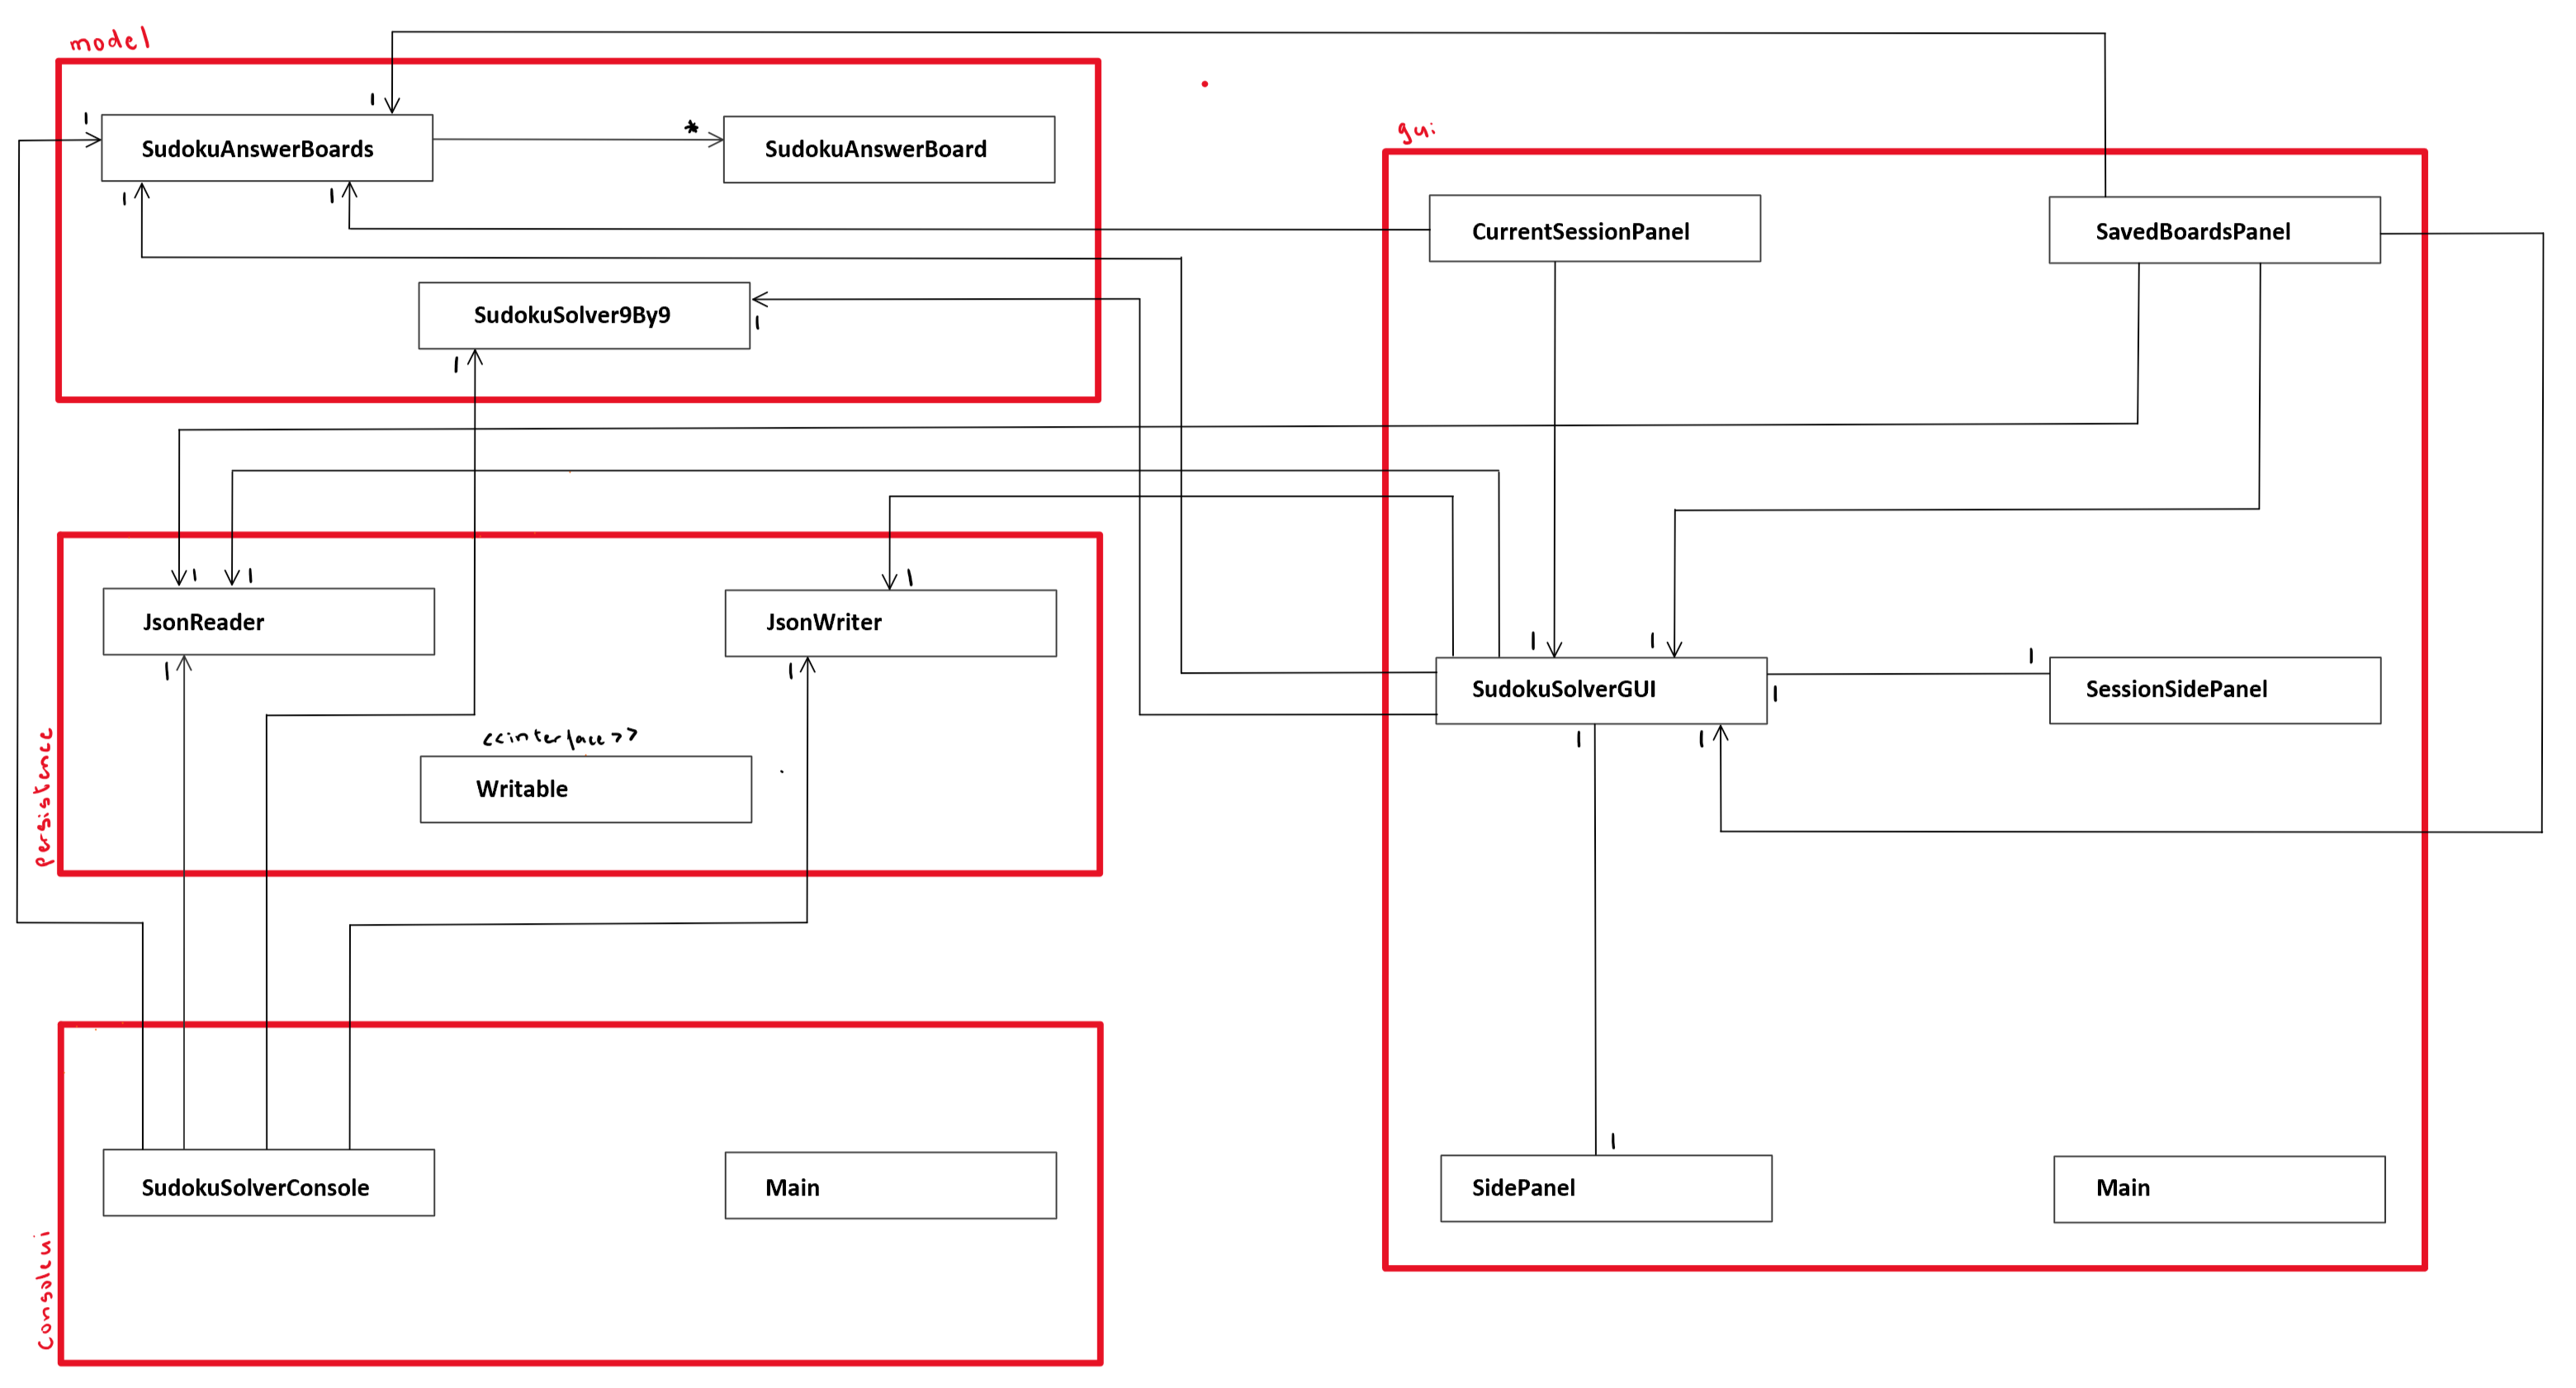 model
1
1
SudokuAnswerBoards
*
SudokuAnswerBoard
1
1
SudokuSolver9By9
1
1
gui
CurrentSessionPanel
SavedBoardsPanel
persistence
1
1
JsonReader
1
1
JsonWriter
1
<<interface>>
Writable
1
1
SudokuSolverGUI
1
1
SessionSidePanel
1
1
consoleui
SudokuSolverConsole
Main
1
SidePanel
Main